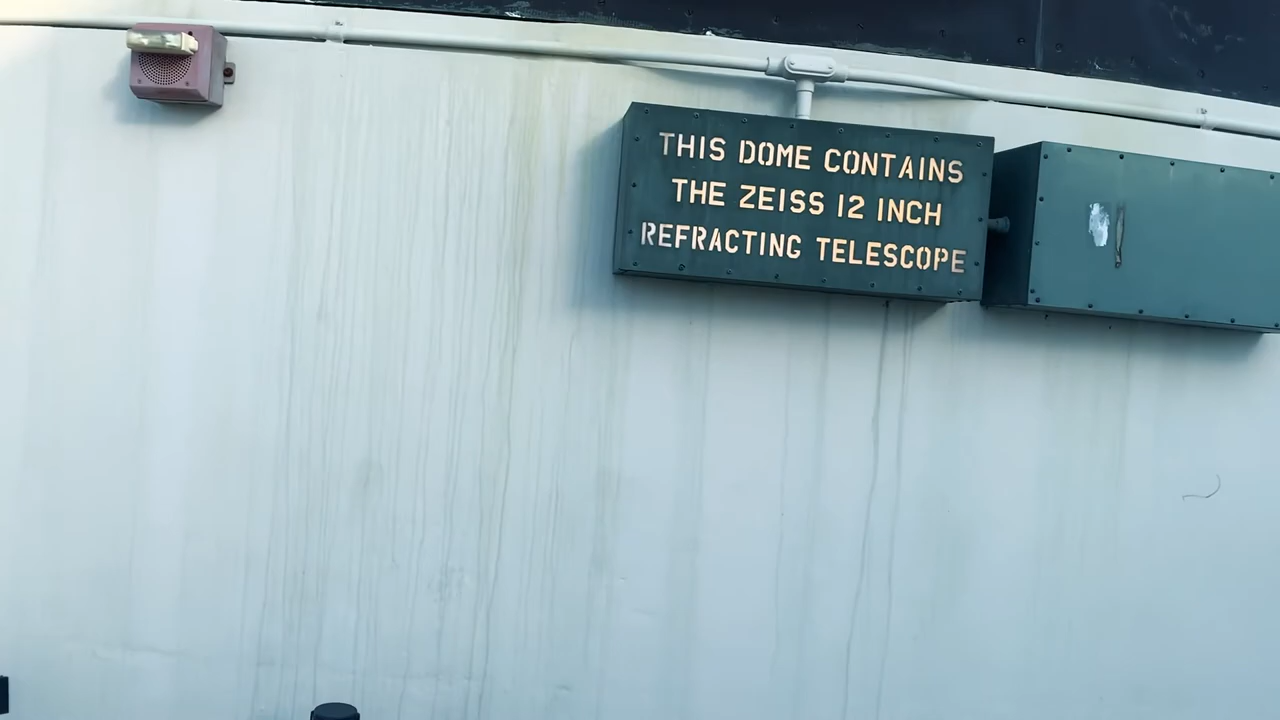 THIS DOME CONTAINS
THE ZEISS 12 INCH
REFRACTING TELESCOPE